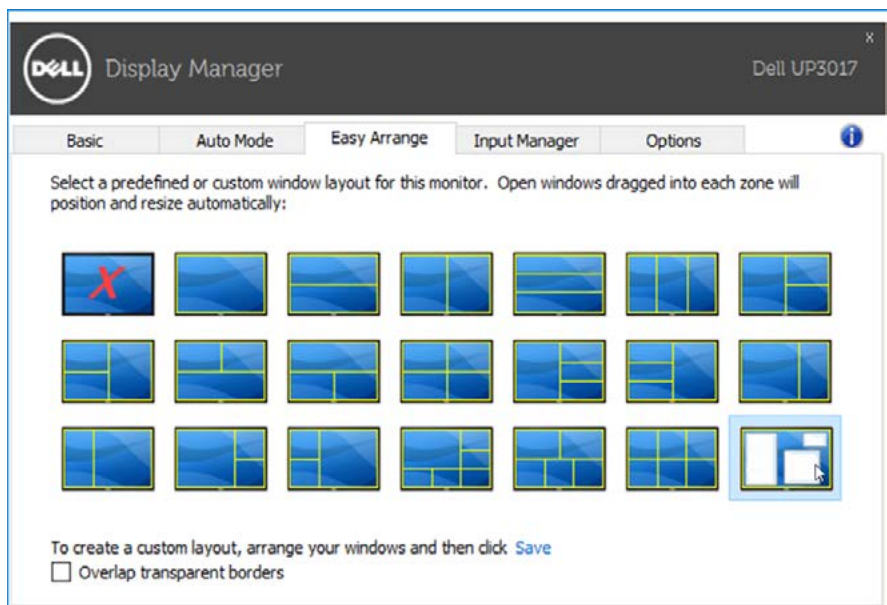 x
DELL Display Manager Dell UP3017
Basic Auto Mode Easy Arrange Input Manager Options
Select a predefined or custom window layout for this monitor. Open windows dragged into each zone will
position and resize automatically:
X
To create a custom layout, arrange your windows and then click Save
Overlap transparent borders